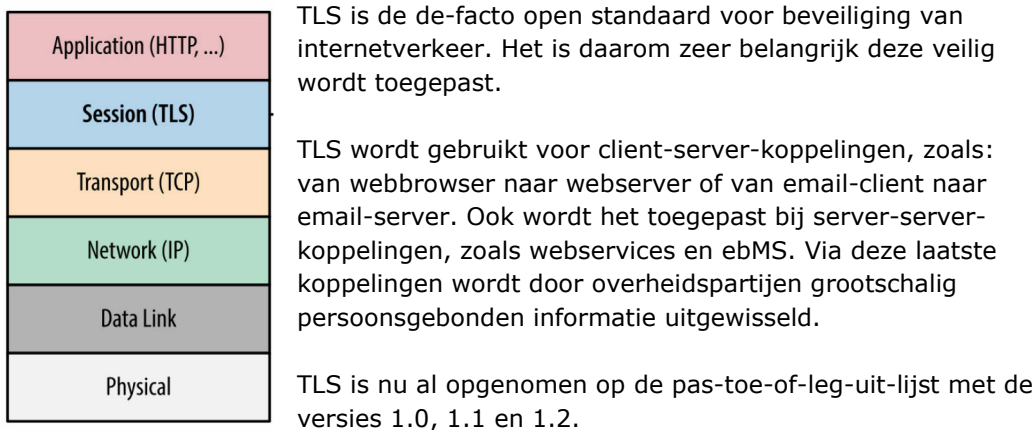 Application (HTTP, ...)
Session (TLS)
Transport (TCP)
Network (IP)
Data Link
Physical
TLS is de de-facto open standaard voor beveiliging van
internetverkeer. Het is daarom zeer belangrijk deze veilig
wordt toegepast.
TLS wordt gebruikt voor client-server-koppelingen, zoals:
van webbrowser naar webserver of van email-client naar
email-server. Ook wordt het toegepast bij server-server-
koppelingen, zoals webservices en ebMS. Via deze laatste
koppelingen wordt door overheidspartijen grootschalig
persoonsgebonden informatie uitgewisseld.
TLS is nu al opgenomen op de pas-toe-of-leg-uit-lijst met de
versies 1.0, 1.1 en 1.2.